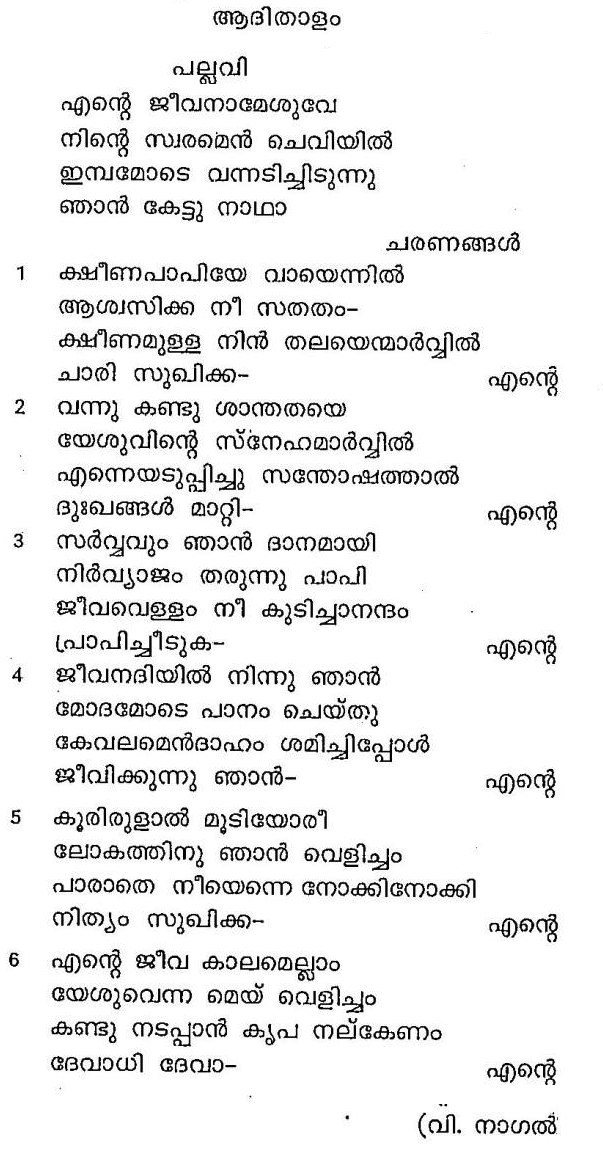 ആദിതാളം
പല്ലവി
എന്റെ ജീവനാമേശുവേ
നിന്റെ സ്വരമെൻ ചെവിയിൽ
ഇമ്പമോടെ വന്നടിച്ചിടുന്നു
ഞാൻ കേട്ടു നാഥാ
ചരണങ്ങൾ
1 ക്ഷീണപാപിയേ വായെന്നിൽ
ആശ്വസിക്ക നീ സതതം-
ക്ഷീണമുള്ള നിൻ തലയെന്മാർവ്വിൽ
ചാരി സുഖിക്ക- എന്റെ
2 വന്നു കണ്ടു ശാന്തതയെ
യേശുവിന്റെ സ്നേഹമാർവ്വിൽ
എന്നെയടുപ്പിച്ചു സന്തോഷത്താൽ
ദുഃഖങ്ങൾ മാറ്റി- എന്റെ
3 സർവ്വവും ഞാൻ ദാനമായി
നിർവ്യാജം തരുന്നു പാപി
ജീവവെള്ളം നീ കുടിച്ചാനന്ദം
പ്രാപിച്ചീടുക- എന്റെ
4 ജീവനദിയിൽ നിന്നു ഞാൻ
മോദമോടെ പാനം ചെയ്തു
കേവലമെൻദാഹം ശമിച്ചിപ്പോൾ
ജീവിക്കുന്നു ഞാൻ- എന്റെ
5 കൂരിരുളാൽ മൂടിയോരീ
ലോകത്തിനു ഞാൻ വെളിച്ചം
പാരാതെ നീയെന്നെ നോക്കിനോക്കി
നിത്യം സുഖിക്ക- എന്റെ
6 എന്റെ ജീവ കാലമെല്ലാം
യേശുവെന്ന മെയ് വെളിച്ചം
കണ്ടു നടപ്പാൻ കൃപ നല്കേണം
ദേവാധി ദേവാ- എന്റെ
(വി. നാഗൽ